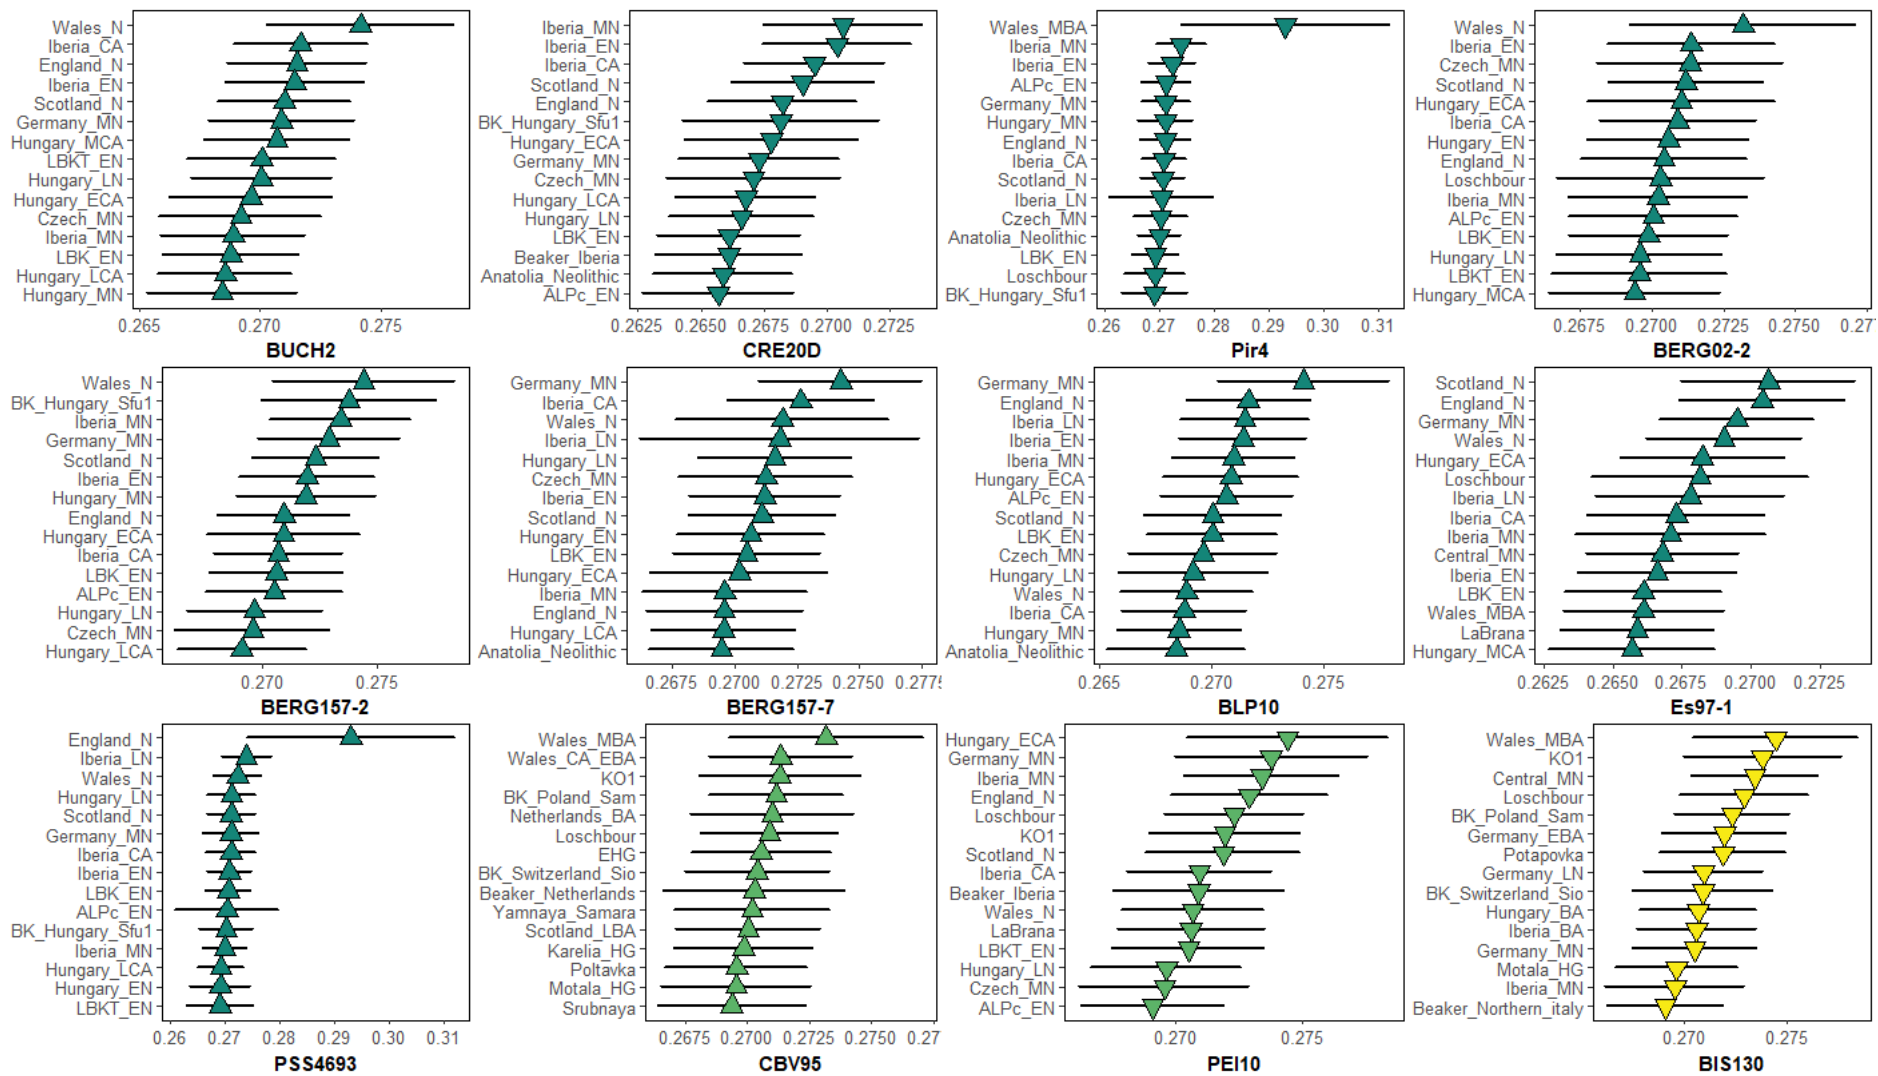 Wales_N
Iberia_CA
England_N
Iberia_EN
Scotland_N
Germany_MN
Hungary_MCA
LBKT_EN
Hungary_LN
Hungary_ECA
Czech_MN
Iberia_MN
LBK_EN
Hungary_LCA
Hungary_MN
0.265 0.270 0.275
BUCH2
Iberia_MN
Iberia_EN
Iberia_CA
Scotland_N
England_N
BK_Hungary_Sfu1
Hungary_ECA
Germany_MN
Czech_MN
Hungary_LCA
Hungary_LN
LBK_EN
Beaker_Iberia
Anatolia_Neolithic
ALPc_EN
0.2625 0.2650 0.2675 0.2700 0.2725
CRE20D
Wales_MBA
Iberia_MN
Iberia_EN
ALPc_EN
Germany_MN
Hungary_MN
England_N
Iberia_CA
Scotland_N
Iberia_LN
Czech_MN
Anatolia_Neolithic
LBK_EN
Loschbour
BK_Hungary_Sfu1
0.26 0.27 0.28 0.29 0.30 0.31
Pir4
Wales_N
Iberia_EN
Czech_MN
Scotland_N
Hungary_ECA
Iberia_CA
Hungary_EN
England_N
Loschbour
Iberia_MN
ALPc_EN
LBK_EN
Hungary_LN
LBKT_EN
Hungary_MCA
0.2675 0.2700 0.2725 0.2750 0.27
BERG02-2
Wales_N
BK_Hungary_Sfu1
Iberia_MN
Germany_MN
Scotland_N
Iberia_EN
Hungary_MN
England_N
Hungary_ECA
Iberia_CA
LBK_EN
ALPc_EN
Hungary_LN
Czech_MN
Hungary_LCA
0.270 0.275
BERG157-2
Germany_MN
Iberia_CA
Wales_N
Iberia_LN
Hungary_LN
Czech_MN
Iberia_EN
Scotland_N
Hungary_EN
LBK_EN
Hungary_ECA
Iberia_MN
England_N
Hungary_LCA
Anatolia_Neolithic
0.2675 0.2700 0.2725 0.2750 0.277
BERG157-7
Germany_MN
England_N
Iberia_LN
Iberia_EN
Iberia_MN
Hungary_ECA
ALPc_EN
Scotland_N
LBK_EN
Czech_MN
Hungary_LN
Wales_N
Iberia_CA
Hungary_MN
Anatolia_Neolithic
0.265 0.270 0.275
BLP10
Scotland_N
England_N
Germany_MN
Wales_N
Hungary_ECA
Loschbour
Iberia_LN
Iberia_CA
Iberia_MN
Central_MN
Iberia_EN
LBK_EN
Wales_MBA
LaBrana
Hungary_MCA
0.2625 0.2650 0.2675 0.2700 0.2725
Es97-1
England_N
Iberia_LN
Wales_N
Hungary_LN
Scotland_N
Germany_MN
Iberia_CA
Iberia_EN
LBK_EN
ALPc_EN
BK_Hungary_Sfu1
Iberia_MN
Hungary_LCA
Hungary_EN
LBKT_EN
0.26 0.27 0.28 0.29 0.30 0.31
PSS4693
Wales_MBA
Wales_CA_EBA
KO1
BK_Poland_Sam
Netherlands_BA
Loschbour
EHG
BK_Switzerland_Sio
Beaker_Netherlands
Yamnaya_Samara
Scotland_LBA
Karelia_HG
Poltavka
Motala_HG
Srubnaya
0.2675 0.2700 0.2725 0.2750 0.27
CBV95
Hungary_ECA
Germany_MN
Iberia_MN
England_N
Loschbour
KO1
Scotland_N
Iberia_CA
Beaker_Iberia
Wales_N
LaBrana
LBKT_EN
Hungary_LN
Czech_MN
ALPc_EN
0.270 0.275
PEI10
Wales_MBA
KO1
Central_MN
Loschbour
BK_Poland_Sam
Germany_EBA
Potapovka
Germany_LN
BK_Switzerland_Sio
Hungary_BA
Iberia_BA
Germany_MN
Motala_HG
Iberia_MN
Beaker_Northern_italy
0.270 0.275
BIS130